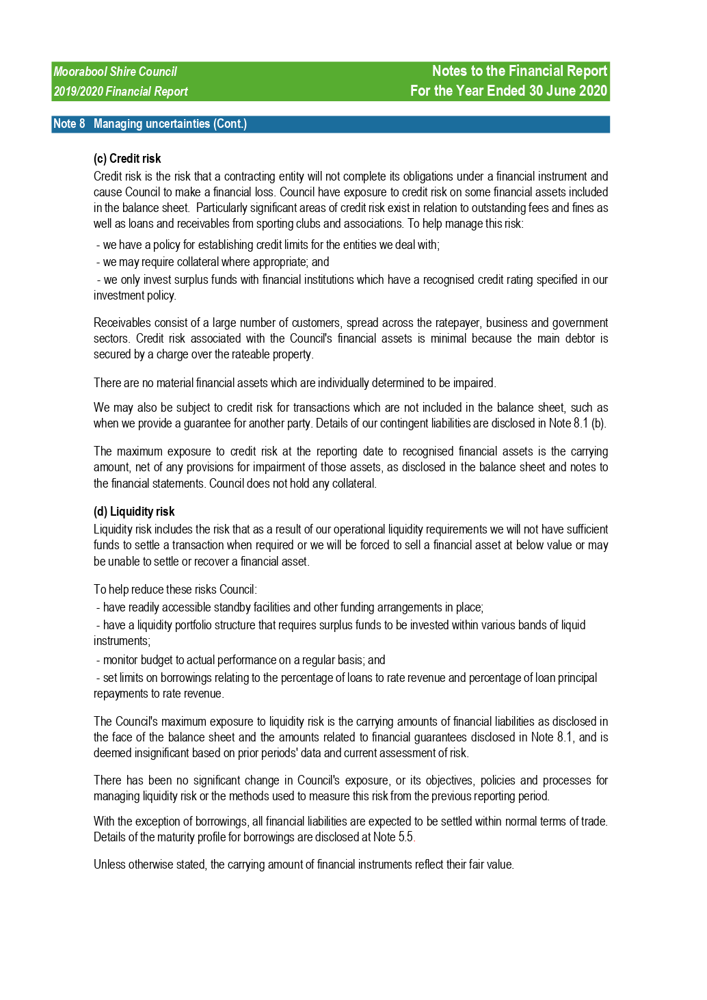 Moorabool Shire Council
Notes to the Financial Report
2019/2020 Financial Report
For the Year Ended 30 June 2020
Note 8 Managing uncertainties (Cont.)
(c) Credit risk
Credit risk is the risk that a contracting entity will not complete its obligations under a financial instrument and
cause Council to make a financial loss. Council have exposure to credit risk on some financial assets included
in the balance sheet. Particularly significant areas of credit risk exist in relation to outstanding fees and fines as
well as loans and receivables from sporting clubs and associations. To help manage this risk:
- we have a policy for establishing credit limits for the entities we deal with;
- we may require collateral where appropriate; and
- we only invest surplus funds with financial institutions which have a recognised credit rating specified in our
investment policy.
Receivables consist of a large number of customers, spread across the ratepayer, business and government
sectors. Credit risk associated with the Council's financial assets is minimal because the main debtor is
secured by a charge over the rateable property.
There are no material financial assets which are individually determined to be impaired.
We may also be subject to credit risk for transactions which are not included in the balance sheet, such as
when we provide a guarantee for another party. Details of our contingent liabilities are disclosed in Note 8.1 (b).
The maximum exposure to credit risk at the reporting date to recognised financial assets is the carrying
amount, net of any provisions for impairment of those assets, as disclosed in the balance sheet and notes to
the financial statements. Council does not hold any collateral.
(d) Liquidity risk
Liquidity risk includes the risk that as a result of our operational liquidity requirements we will not have sufficient
funds to settle a transaction when required or we will be forced to sell a financial asset at below value or may
be unable to settle or recover a financial asset.
To help reduce these risks Council:
- have readily accessible standby facilities and other funding arrangements in place;
- have a liquidity portfolio structure that requires surplus funds to be invested within various bands of liquid
instruments;
- monitor budget to actual performance on a regular basis; and
- set limits on borrowings relating to the percentage of loans to rate revenue and percentage of loan principal
repayments to rate revenue.
The Council's maximum exposure to liquidity risk is the carrying amounts of financial liabilities as disclosed in
the face of the balance sheet and the amounts related to financial guarantees disclosed in Note 8.1, and is
deemed insignificant based on prior periods' data and current assessment of risk.
There has been no significant change in Council's exposure, or its objectives, policies and processes for
managing liquidity risk or the methods used to measure this risk from the previous reporting period.
With the exception of borrowings, all financial liabilities are expected to be settled within normal terms of trade.
Details of the maturity profile for borrowings are disclosed at Note 5.5.
Unless otherwise stated, the carrying amount of financial instruments reflect their fair value.